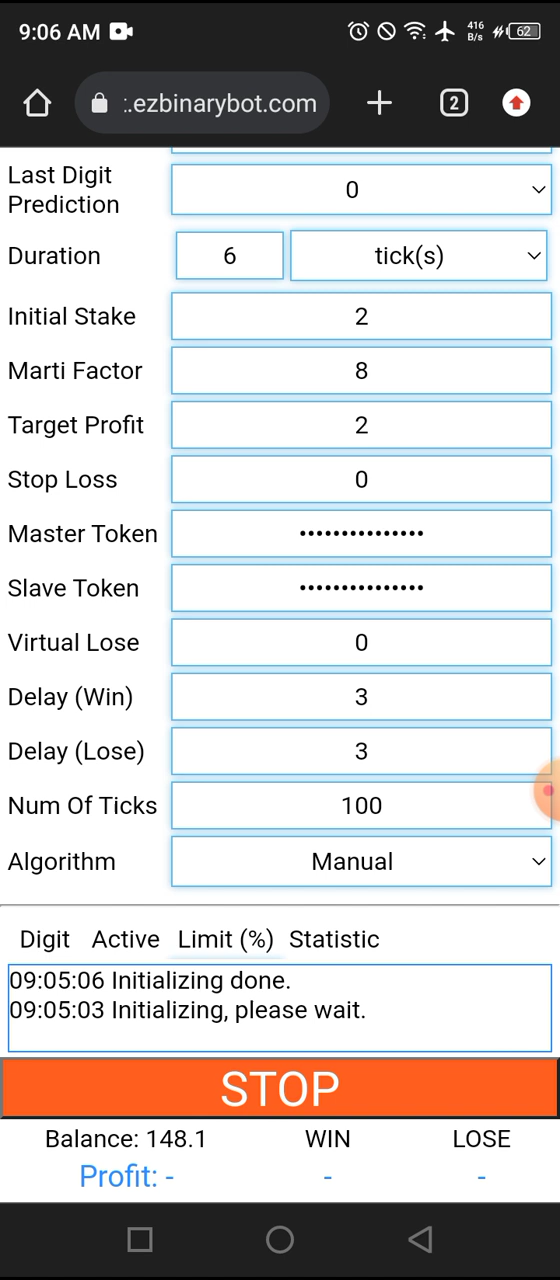 9:06 AM 416 B/s 62
:.ezbinarybot.com 2
Last Digit Prediction 0
Duration 6 tick(s)
Initial Stake 2
Marti Factor 8
Target Profit 2
Stop Loss 0
Master Token •••••••••••••••
Slave Token •••••••••••••••
Virtual Lose 0
Delay (Win) 3
Delay (Lose) 3
Num Of Ticks 100
Algorithm Manual
Digit Active Limit (%) Statistic
09:05:06 Initializing done.
09:05:03 Initializing, please wait.
STOP
Balance: 148.1 WIN LOSE
Profit: - - -